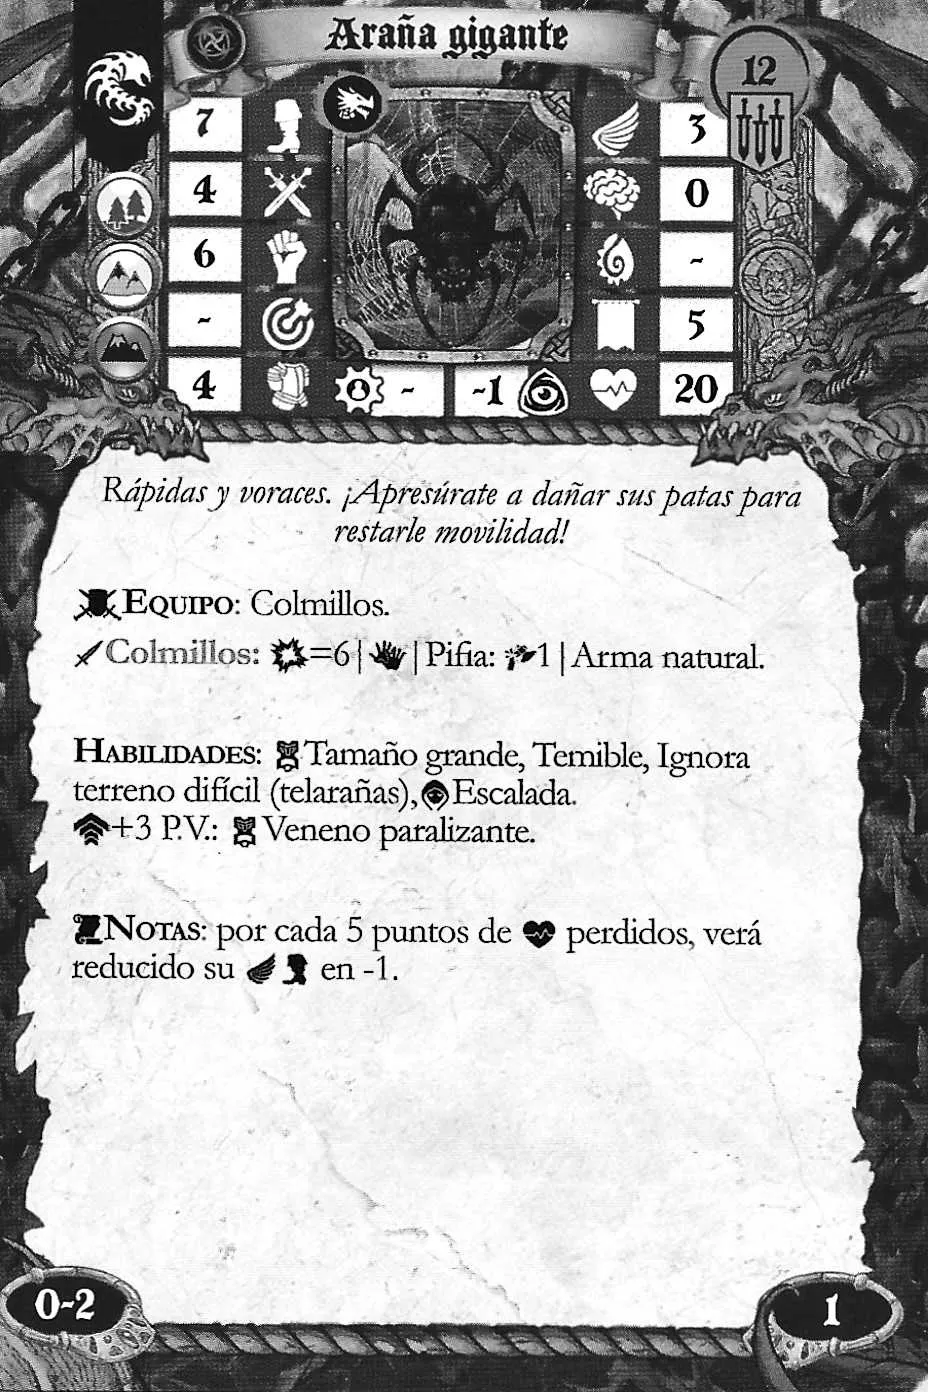 Araña gigante
12
7
3
4
0
6
-
-
5
4
-
-1
20
Rápidas y voraces. ¡Apresúrate a dañar sus patas para
restarle movilidad!
EQUIPO: Colmillos.
Colmillos: =6| | Pifia: 1 | Arma natural.
HABILIDADES: Tamaño grande, Temible, Ignora
terreno difícil (telarañas), Escalada.
+3 P.V.: Veneno paralizante.
NOTAS: por cada 5 puntos de perdidos, verá
reducido su en -1.
0-2
1